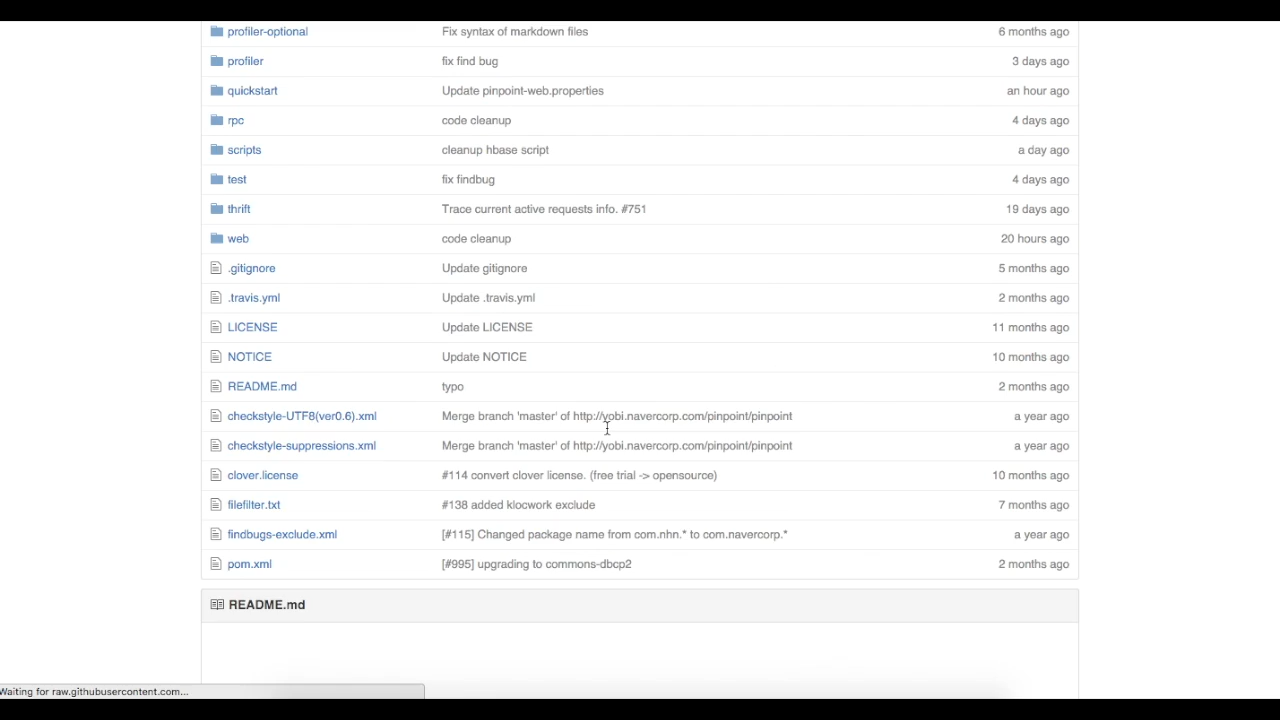 profiler-optional Fix syntax of markdown files 6 months ago
profiler fix find bug 3 days ago
quickstart Update pinpoint-web.properties an hour ago
rpc code cleanup 4 days ago
scripts cleanup hbase script a day ago
test fix findbug 4 days ago
thrift Trace current active requests info. #751 19 days ago
web code cleanup 20 hours ago
.gitignore Update gitignore 5 months ago
.travis.yml Update .travis.yml 2 months ago
LICENSE Update LICENSE 11 months ago
NOTICE Update NOTICE 10 months ago
README.md typo 2 months ago
checkstyle-UTF8(ver0.6).xml Merge branch 'master' of http://yobi.navercorp.com/pinpoint/pinpoint a year ago
checkstyle-suppressions.xml Merge branch 'master' of http://yobi.navercorp.com/pinpoint/pinpoint a year ago
clover.license #114 convert clover license. (free trial -> opensource) 10 months ago
filefilter.txt #138 added klocwork exclude 7 months ago
findbugs-exclude.xml [#115] Changed package name from com.nhn.* to com.navercorp.* a year ago
pom.xml [#995] upgrading to commons-dbcp2 2 months ago
README.md
Waiting for raw.githubusercontent.com...